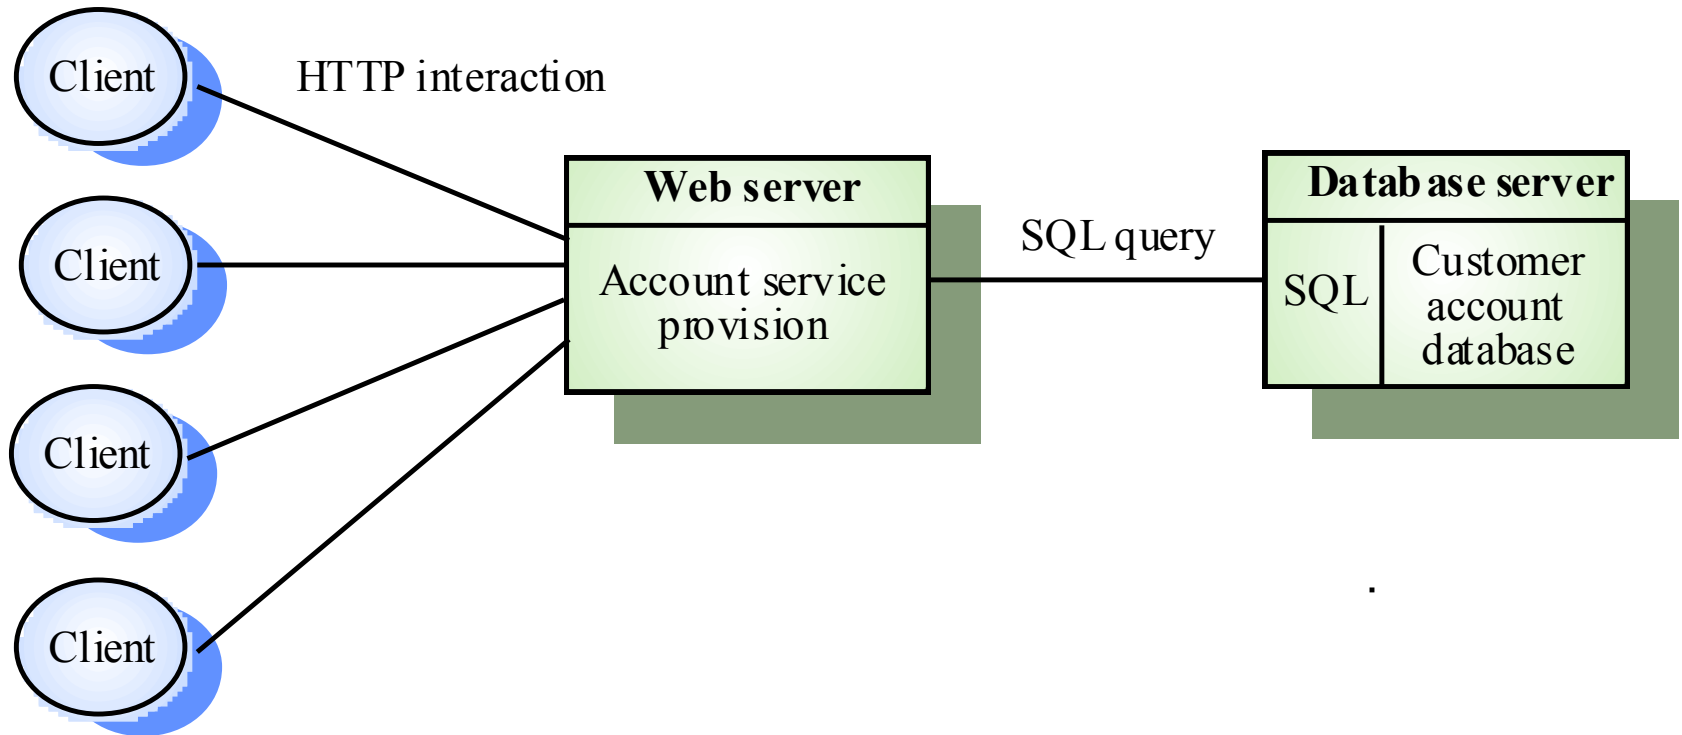 Client
HTTP interaction
Client
Client
Client
Web server
Account service
provision
SQL query
Database server
SQL
Customer
account
database
.